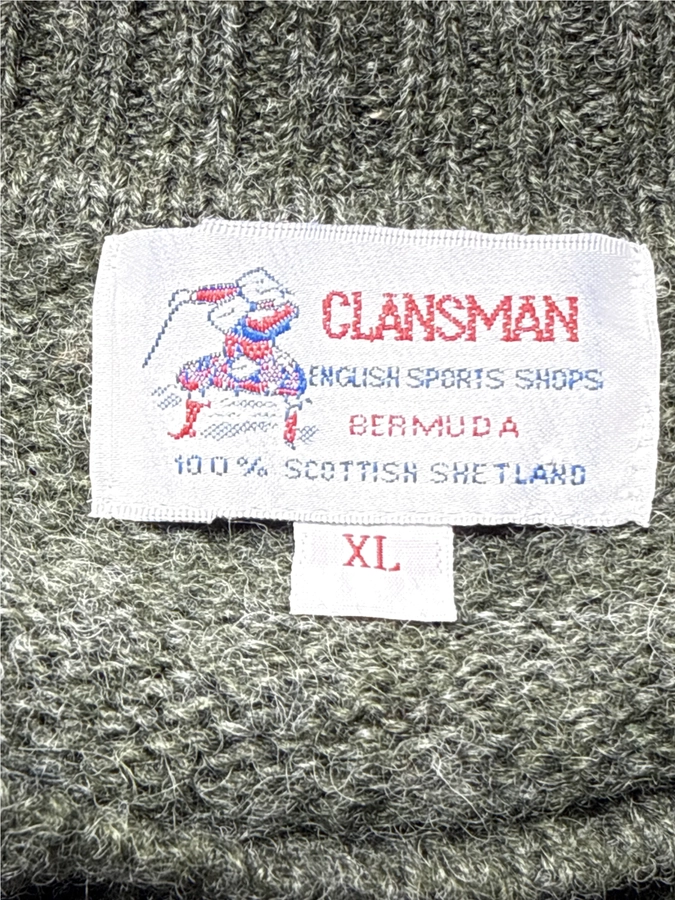 CLANSMAN
ENGLISH SPORTS SHOPS
BERMUDA
100% SCOTTISH SHETLAND
XL